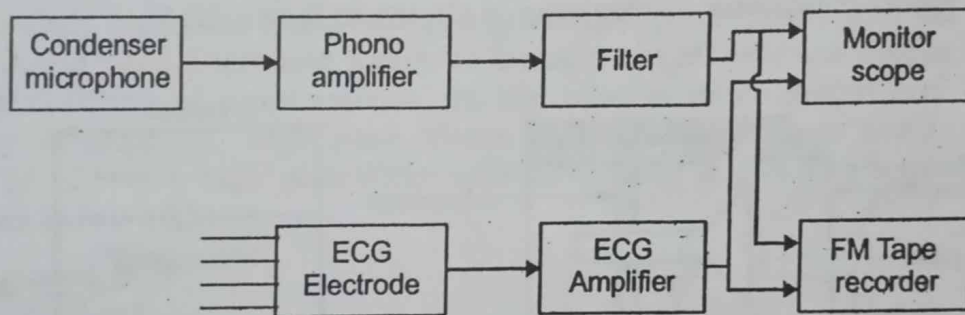 Condenser
microphone
Phono
amplifier
Filter
Monitor
scope
ECG
Electrode
ECG
Amplifier
FM Tape
recorder